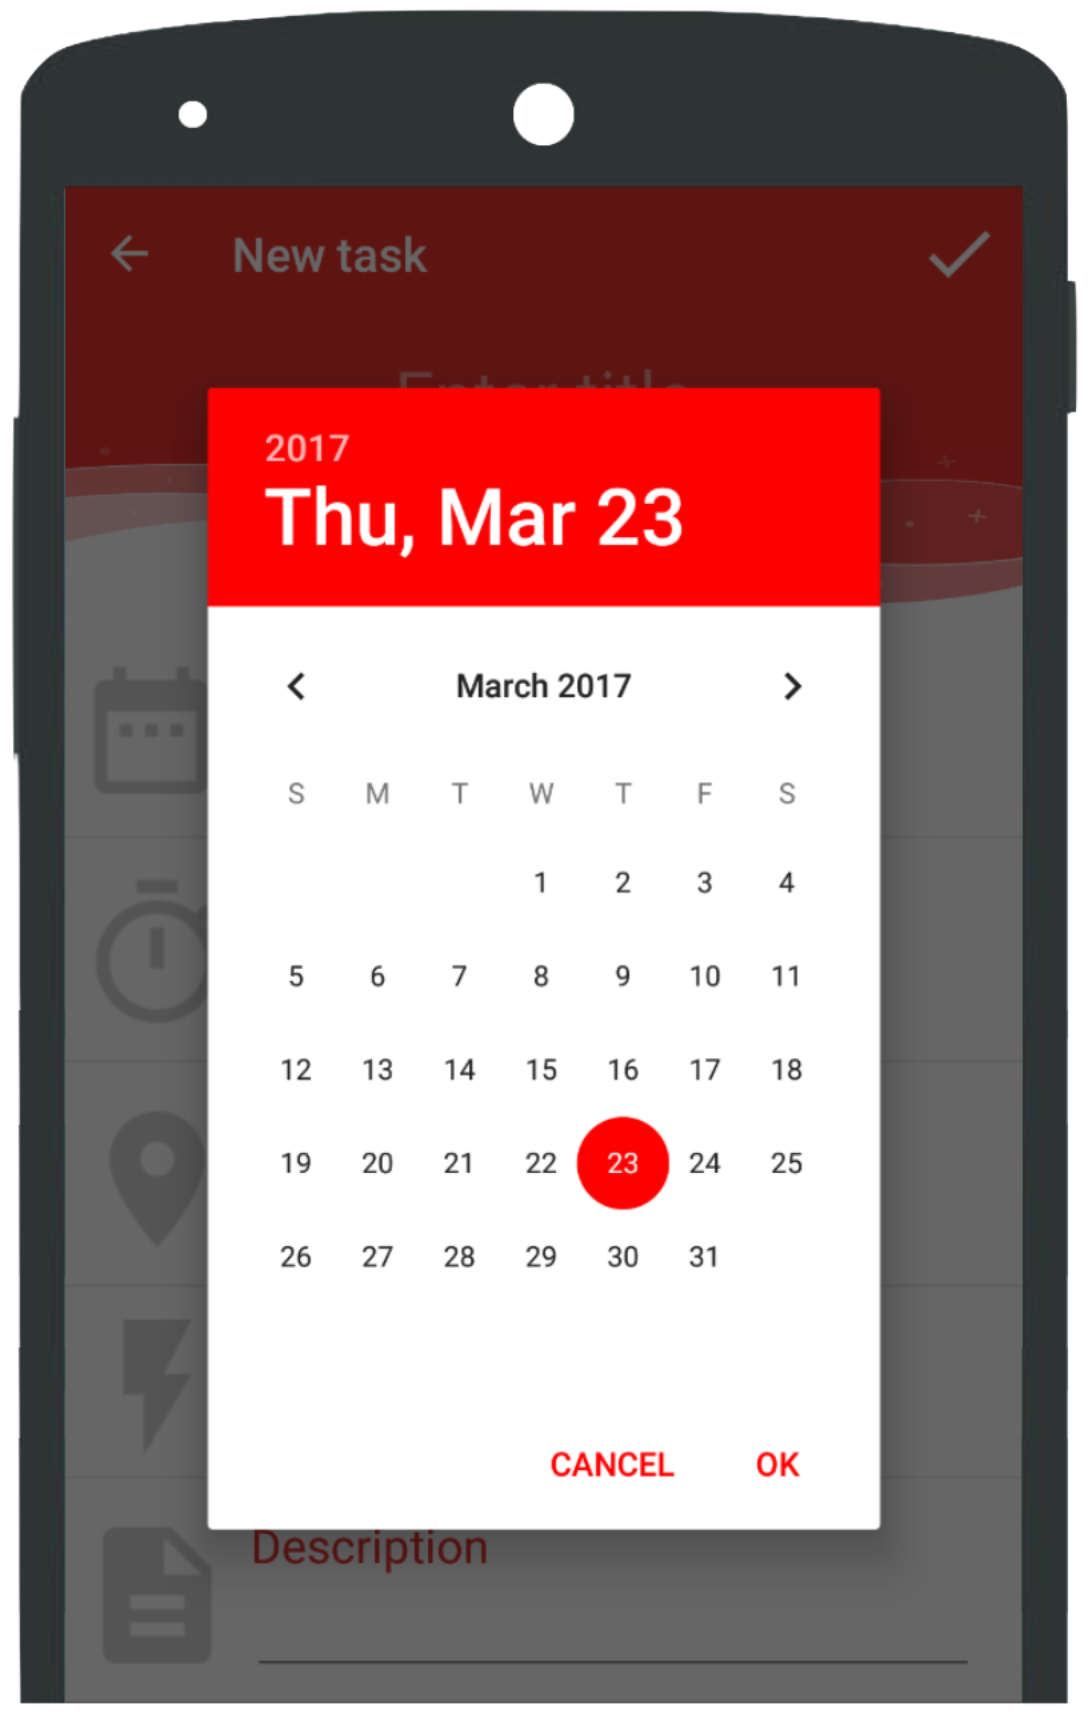 New task
Enter title
2017
Thu, Mar 23
March 2017
S M T W T F S
1 2 3 4
5 6 7 8 9 10 11
12 13 14 15 16 17 18
19 20 21 22 23 24 25
26 27 28 29 30 31
CANCEL OK
Description